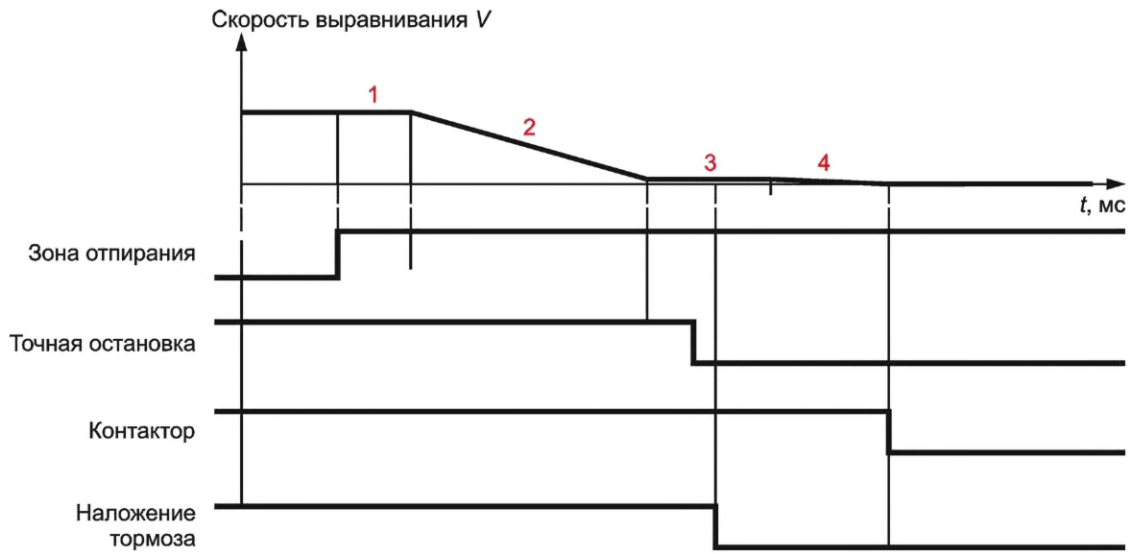 Скорость выравнивания V
1
2
3
4
t, мс
Зона отпирания
Точная остановка
Контактор
Наложение
тормоза